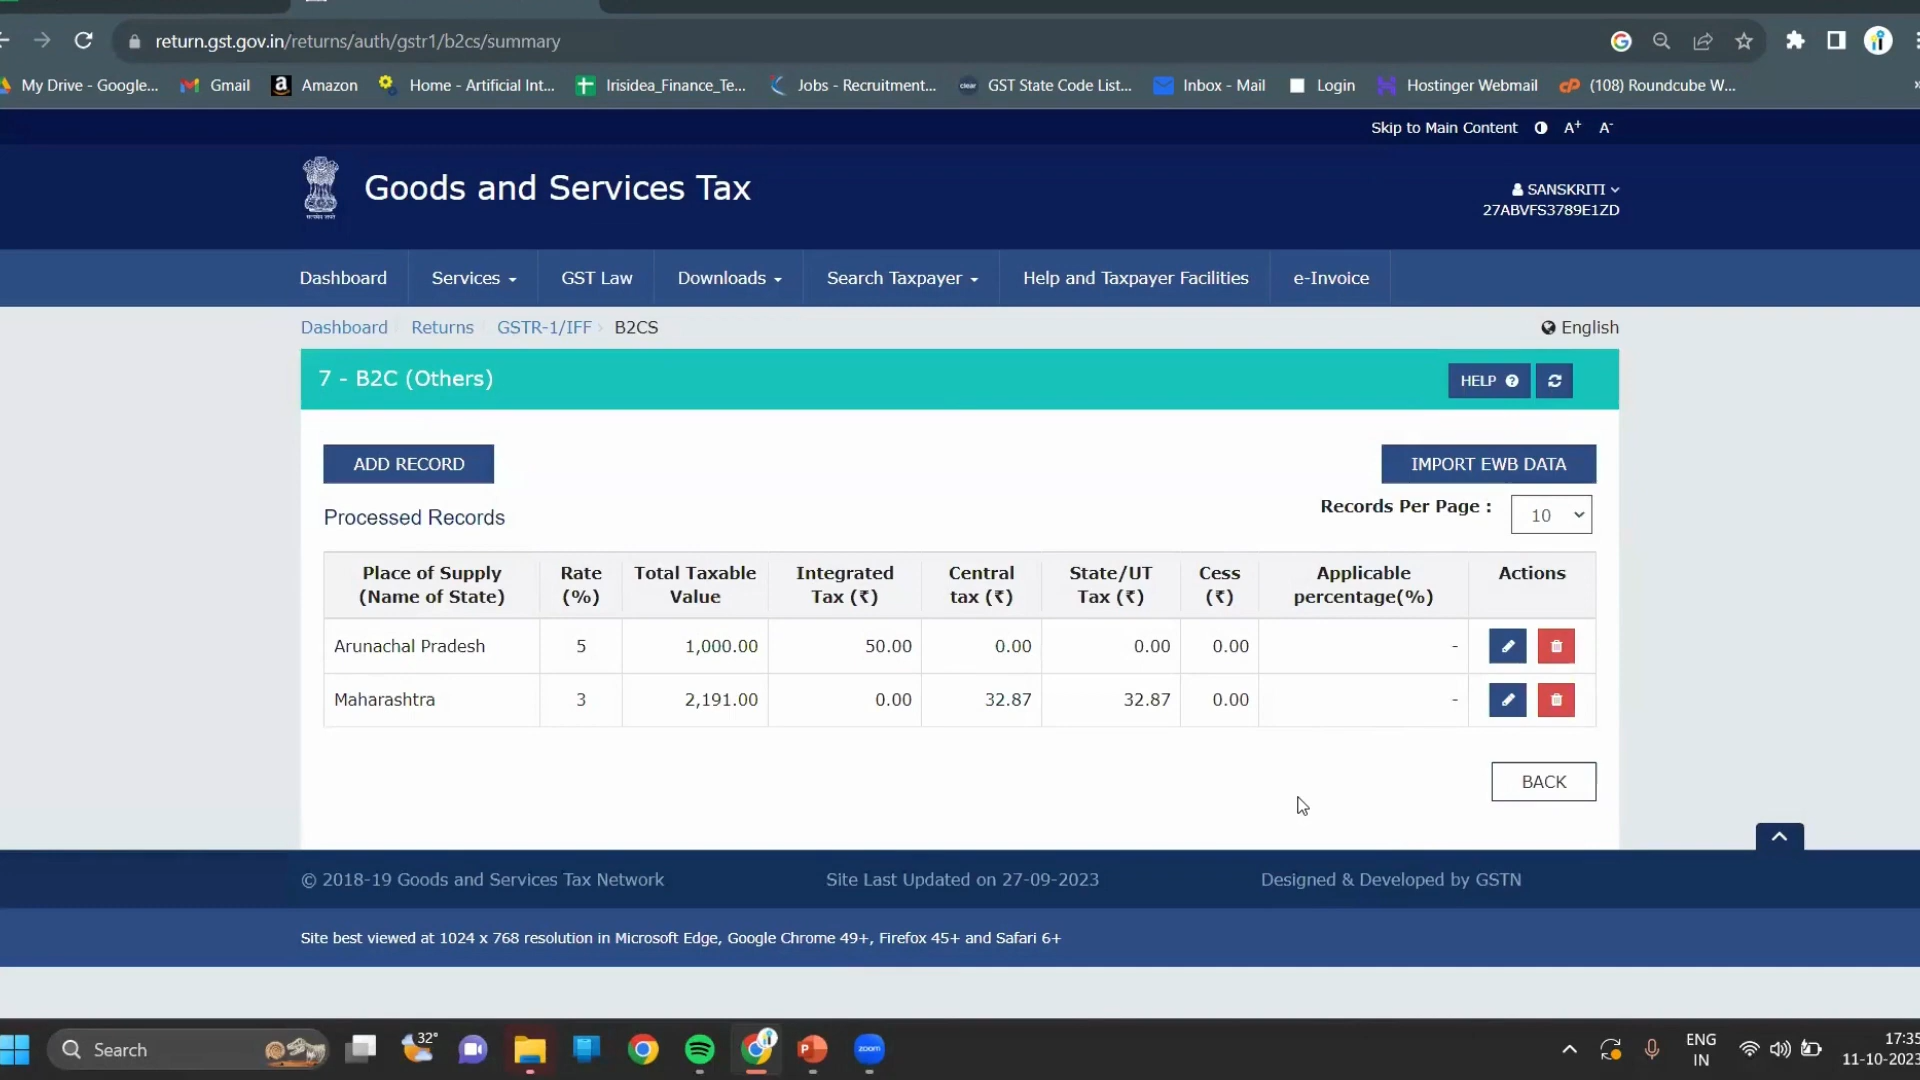 return.gst.gov.in/returns/auth/gstr1/b2cs/summary
My Drive - Google... Gmail Amazon Home - Artificial Int... Irisidea_Finance_Te... Jobs - Recruitment... clear GST State Code List... Inbox - Mail Login Hostinger Webmail (108) Roundcube W...
Skip to Main Content A+ A-
Goods and Services Tax
SANSKRITI
27ABVFS3789E1ZD
Dashboard Services GST Law Downloads Search Taxpayer Help and Taxpayer Facilities e-Invoice
Dashboard Returns GSTR-1/IFF B2CS English
7 - B2C (Others) HELP
ADD RECORD IMPORT EWB DATA
Records Per Page : 10
Processed Records
Place of Supply (Name of State) Rate (%) Total Taxable Value Integrated Tax (₹) Central tax (₹) State/UT Tax (₹) Cess (₹) Applicable percentage(%) Actions
Arunachal Pradesh 5 1,000.00 50.00 0.00 0.00 0.00 -
Maharashtra 3 2,191.00 0.00 32.87 32.87 0.00 -
BACK
© 2018-19 Goods and Services Tax Network Site Last Updated on 27-09-2023 Designed & Developed by GSTN
Site best viewed at 1024 x 768 resolution in Microsoft Edge, Google Chrome 49+, Firefox 45+ and Safari 6+
Search 32° zoom ENG IN 17:35
11-10-2023